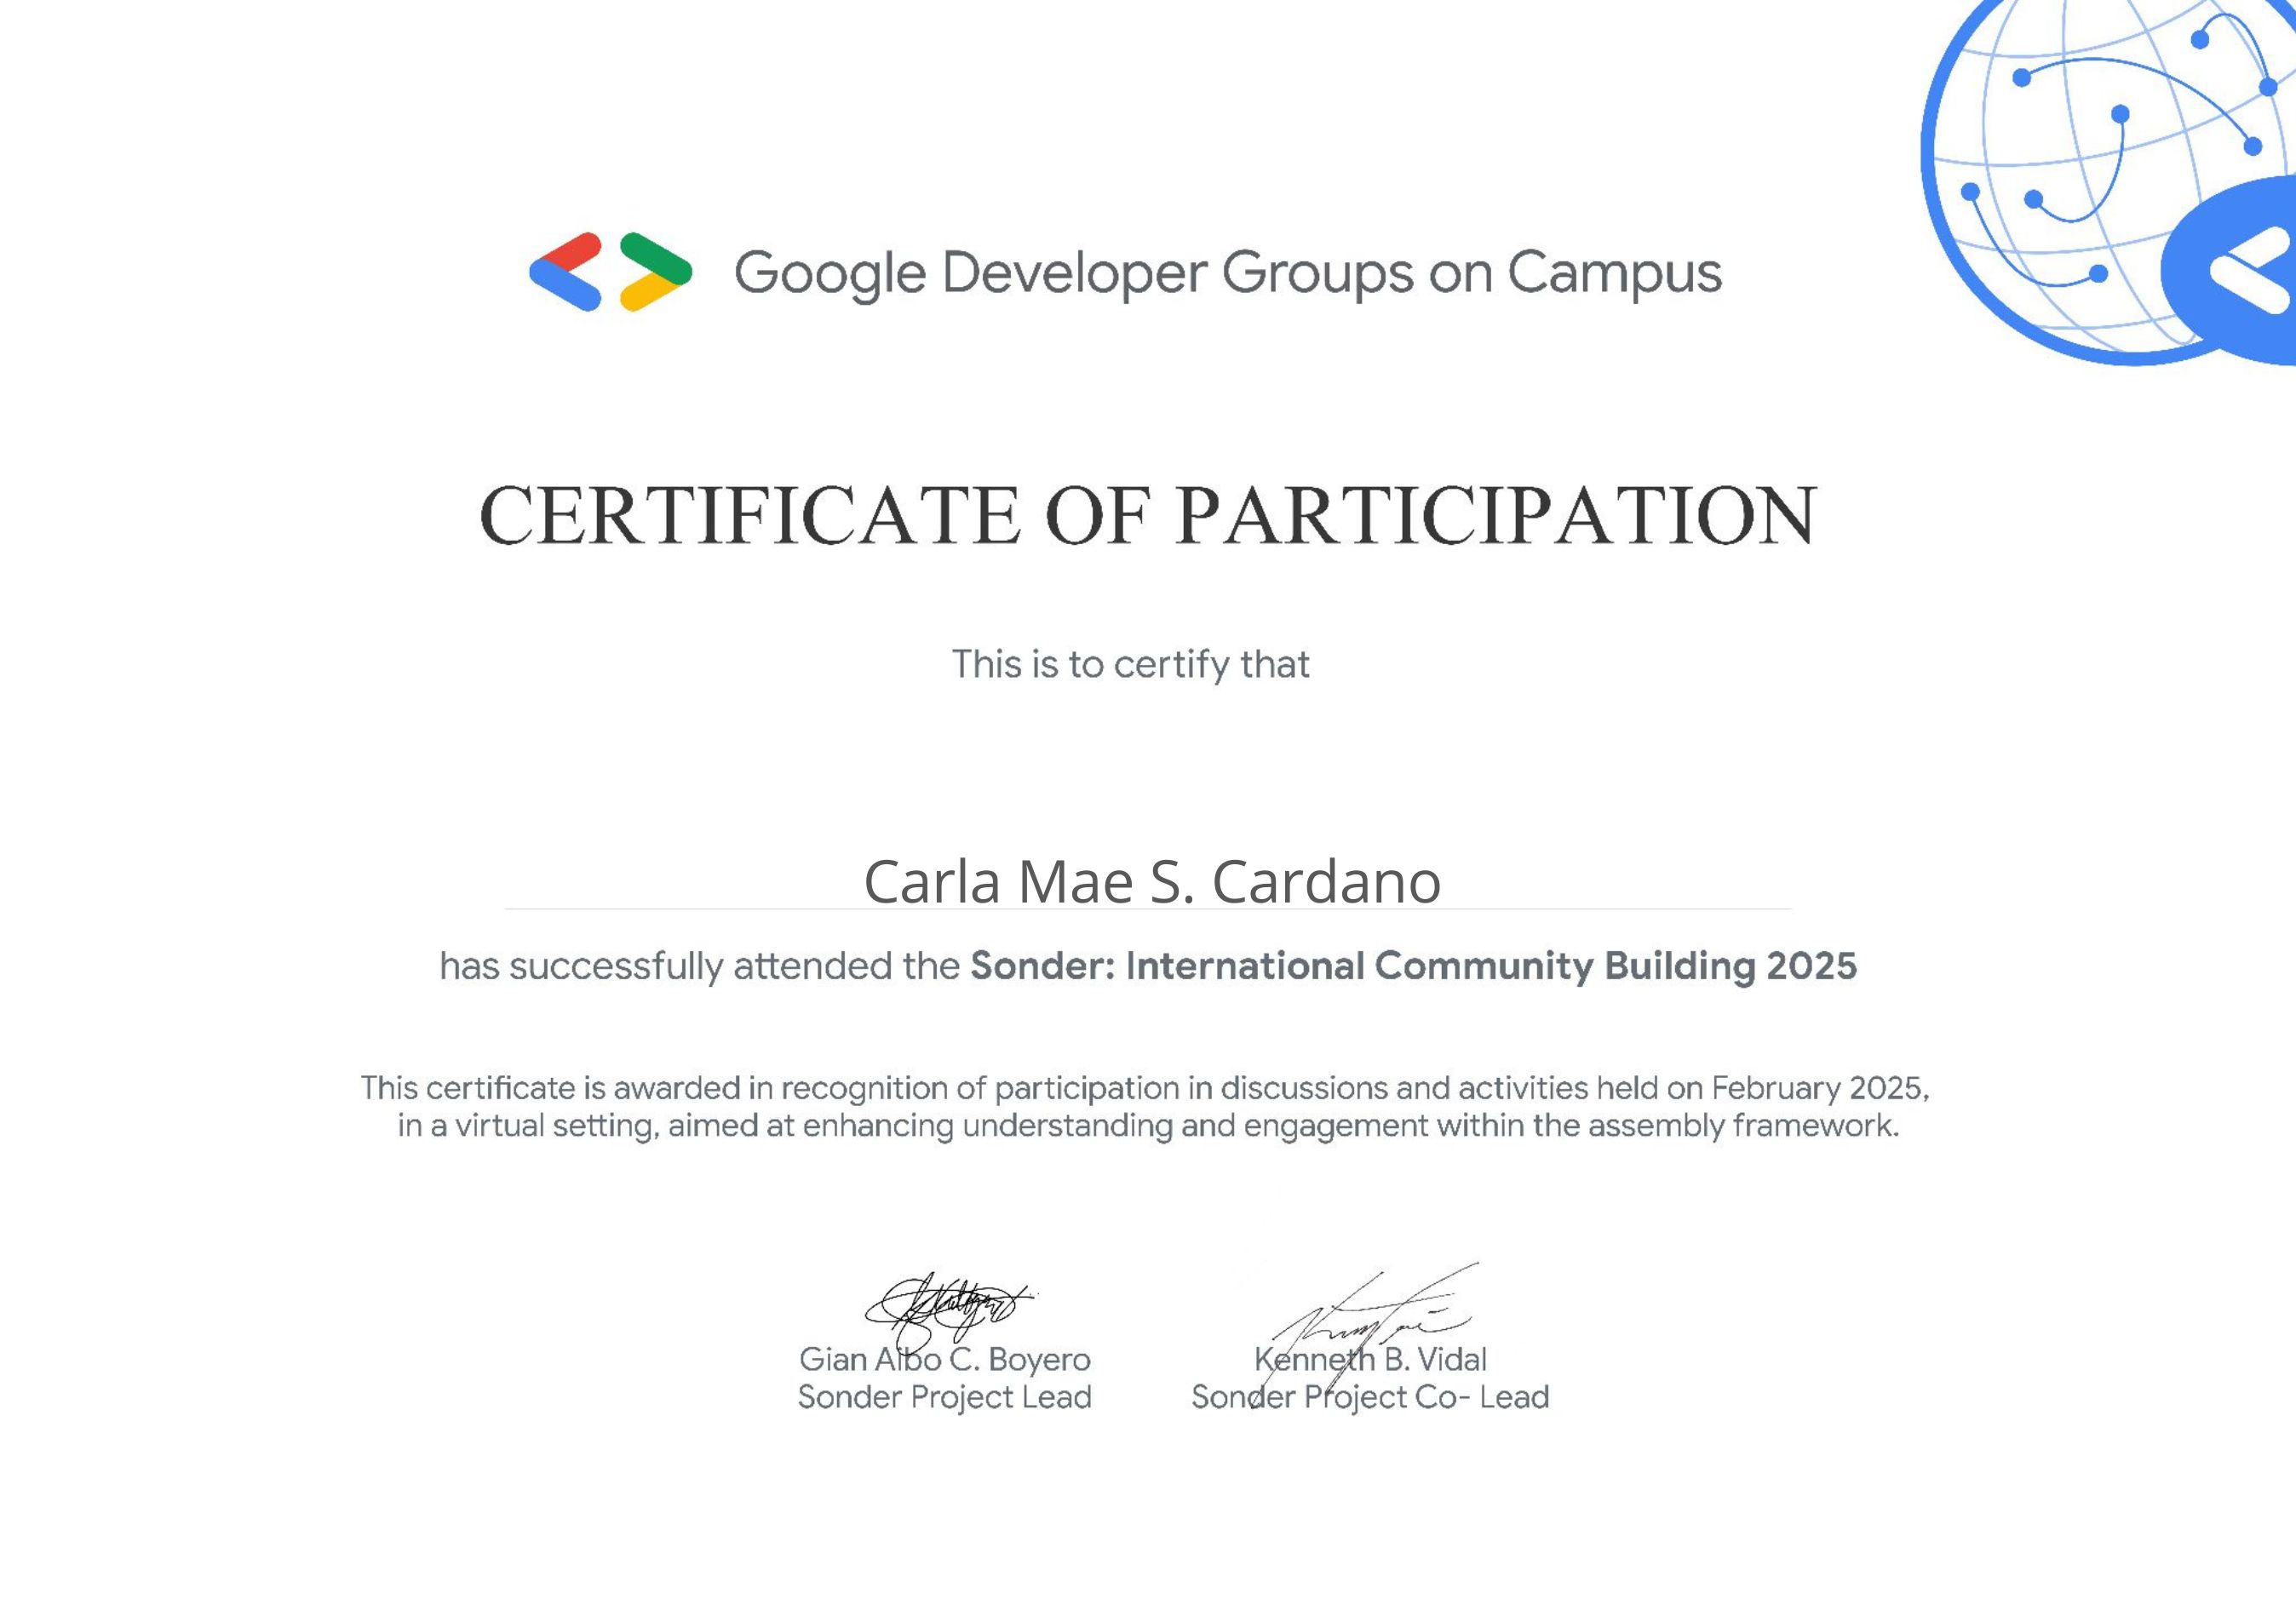 Google Developer Groups on Campus
CERTIFICATE OF PARTICIPATION
This is to certify that
Carla Mae S. Cardano
has successfully attended the Sonder: International Community Building 2025
This certificate is awarded in recognition of participation in discussions and activities held on February 2025,
in a virtual setting, aimed at enhancing understanding and engagement within the assembly framework.
Gian Albo C. Boyero
Sonder Project Lead
Kenneth B. Vidal
Sonder Project Co- Lead